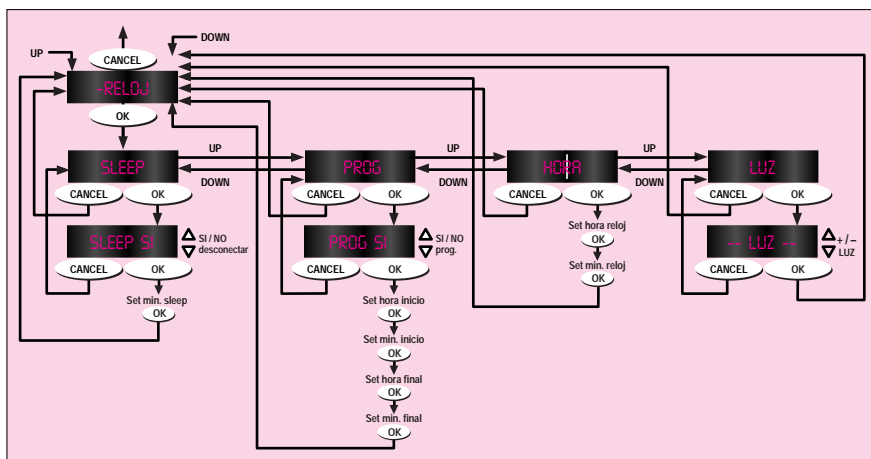 DOWN
UP
CANCEL
-RELOJ
OK
UP
UP
UP
SLEEP
PROG
HORA
LUZ
DOWN
DOWN
DOWN
CANCEL
OK
CANCEL
OK
CANCEL
OK
CANCEL
OK
SLEEP SI
SI / NO
desconectar
PROG SI
SI / NO
prog.
Set hora reloj
OK
-- LUZ --
+ / –
LUZ
CANCEL
OK
CANCEL
OK
Set min. reloj
OK
CANCEL
OK
Set min. sleep
OK
Set hora inicio
OK
Set min. inicio
OK
Set hora final
OK
Set min. final
OK